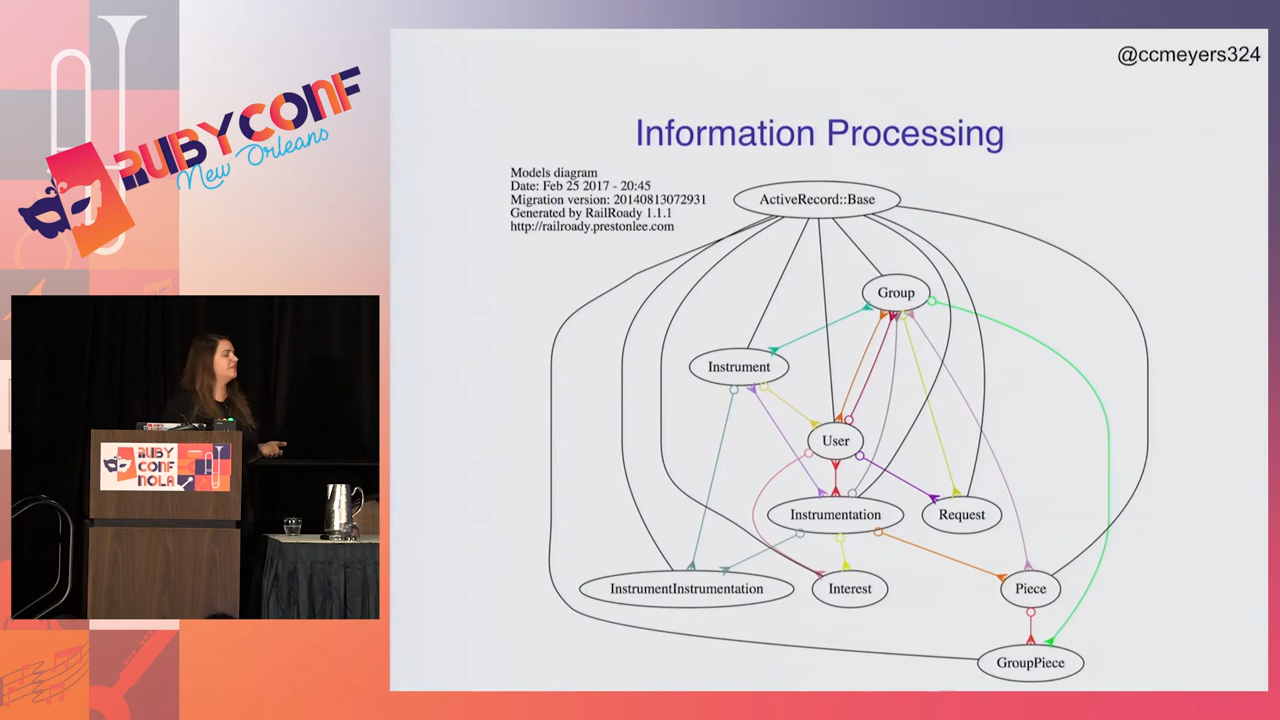 @ccmeyers324
RUBYCONF
New Orleans
Information Processing
Models diagram
Date: Feb 25 2017 - 20:45
Migration version: 20140813072931
Generated by RailRoady 1.1.1
http://railroady.prestonlee.com
ActiveRecord::Base
Group
Instrument
User
Instrumentation
Request
InstrumentInstrumentation
Interest
Piece
GroupPiece
RUBY
CONF
NOLA